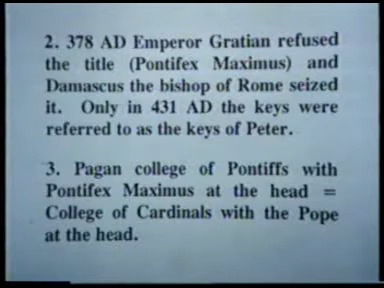 2. 378 AD Emperor Gratian refused
the title (Pontifex Maximus) and
Damascus the bishop of Rome seized
it. Only in 431 AD the keys were
referred to as the keys of Peter.
3. Pagan college of Pontiffs with
Pontifex Maximus at the head =
College of Cardinals with the Pope
at the head.